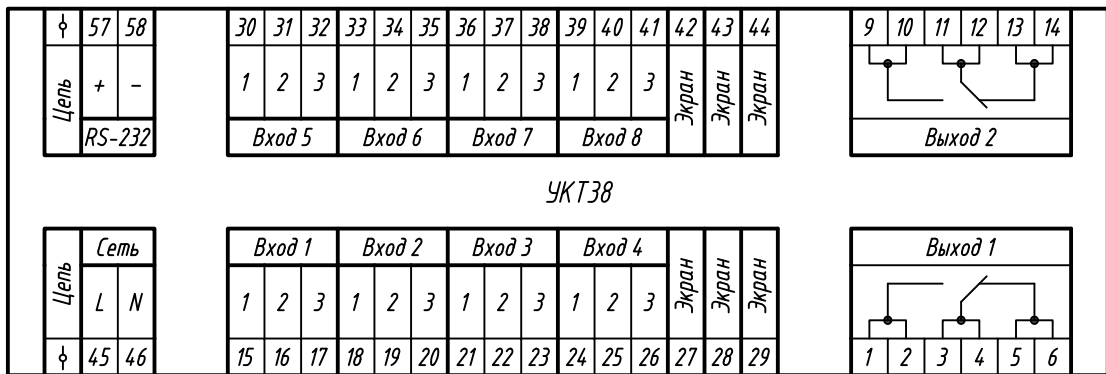 57 58 30 31 32 33 34 35 36 37 38 39 40 41 42 43 44 9 10 11 12 13 14
Цепь + - 1 2 3 1 2 3 1 2 3 1 2 3 Экран Экран Экран
RS-232 Вход 5 Вход 6 Вход 7 Вход 8 Выход 2
УКТ38
Сеть Вход 1 Вход 2 Вход 3 Вход 4 Выход 1
Цепь L N 1 2 3 1 2 3 1 2 3 1 2 3 Экран Экран Экран
45 46 15 16 17 18 19 20 21 22 23 24 25 26 27 28 29 1 2 3 4 5 6